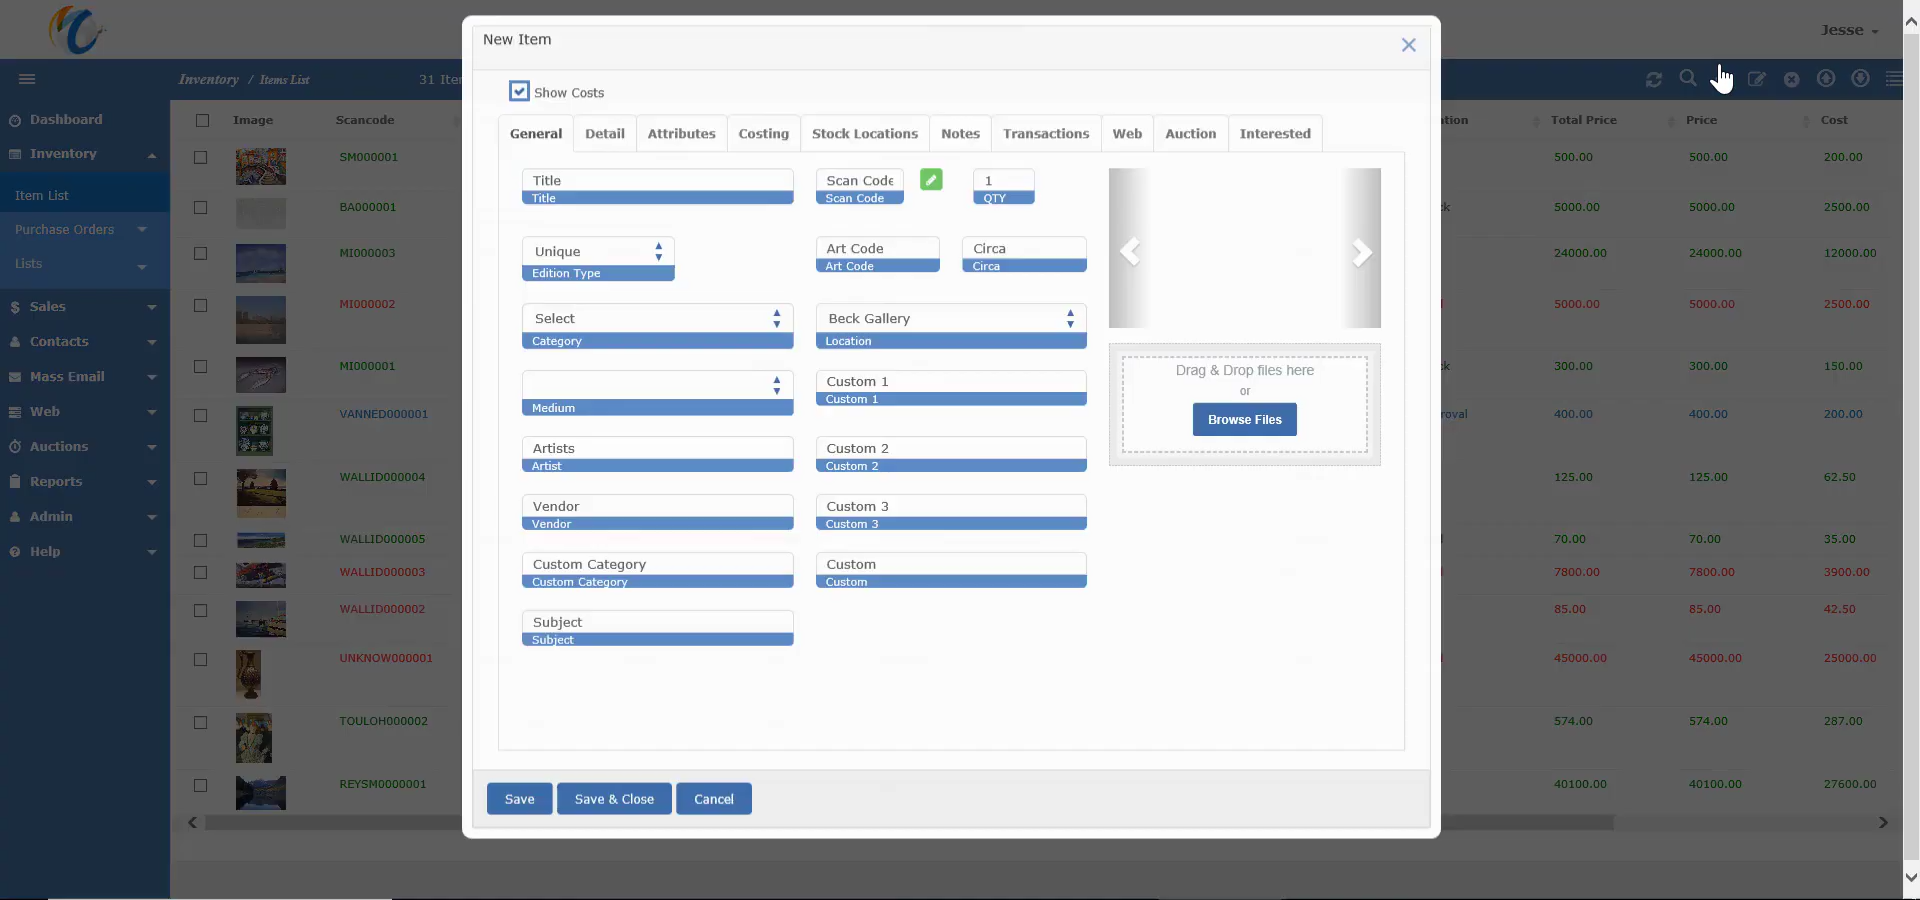 New Item
Jesse
Inventory / Items List
31 Iter
Show Costs
Dashboard
Image
Scancode
Total Price
Price
Cost
General
Detail
Attributes
Costing
Stock Locations
Notes
Transactions
Web
Auction
Interested
Inventory
Item List
Purchase Orders
Lists
Sales
Contacts
Mass Email
Web
Auctions
Reports
Admin
Help
SM000001
500.00 500.00 200.00
BA000001
5000.00 5000.00 2500.00
MI000003
24000.00 24000.00 12000.00
MI000002
5000.00 5000.00 2500.00
MI000001
300.00 300.00 150.00
VANNED000001
400.00 400.00 200.00
WALLID000004
125.00 125.00 62.50
WALLID000005
70.00 70.00 35.00
WALLID000003
7800.00 7800.00 3900.00
WALLID000002
85.00 85.00 42.50
UNKNOW000001
45000.00 45000.00 25000.00
TOULOH000002
574.00 574.00 287.00
REYSM0000001
40100.00 40100.00 27600.00
Title
Title
Scan Code
Scan Code
1
QTY
Unique
Edition Type
Art Code
Art Code
Circa
Circa
Select
Category
Beck Gallery
Location
Medium
Custom 1
Custom 1
Artists
Artist
Custom 2
Custom 2
Vendor
Vendor
Custom 3
Custom 3
Custom Category
Custom Category
Custom
Custom
Subject
Subject
Drag & Drop files here
or
Browse Files
Save
Save & Close
Cancel